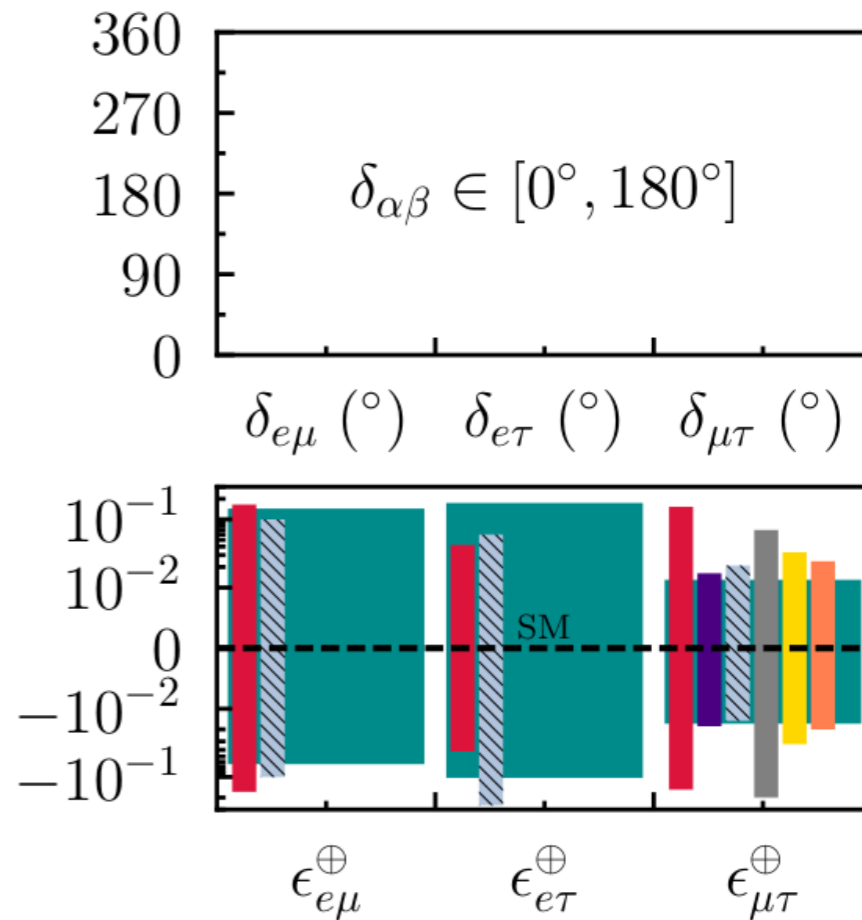 360
270
δ_{αβ} ∈ [0°, 180°]
180
90
0
δ_{eμ} (°) δ_{eτ} (°) δ_{μτ} (°)
10^{-1}
10^{-2}
SM
0
−10^{-2}
−10^{-1}
ϵ^{⊕}_{eμ} ϵ^{⊕}_{eτ} ϵ^{⊕}_{μτ}